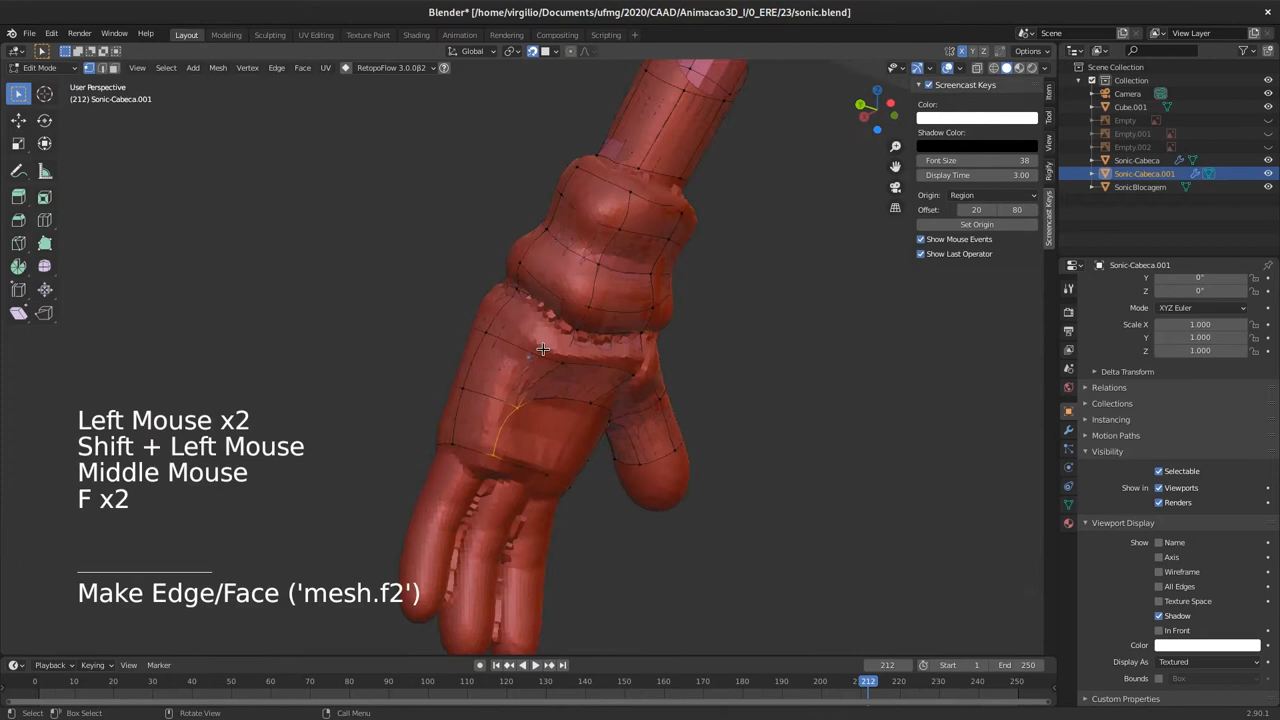 Blender* [/home/virgilio/Documents/ufmg/2020/CAAD/Animacao3D_I/0_ERE/23/sonic.blend]
File Edit Render Window Help
Layout Modeling Sculpting UV Editing Texture Paint Shading Animation Rendering Compositing Scripting +
Scene
View Layer
Global
X Y Z
Options
Edit Mode
View Select Add Mesh Vertex Edge Face UV
RetopoFlow 3.0.0β2
User Perspective
(212) Sonic-Cabeca.001
Screencast Keys
Color:
Shadow Color:
Font Size 38
Display Time 3.00
Origin: Region
Offset: 20 80
Set Origin
Show Mouse Events
Show Last Operator
Item
Tool
View
Rigify
Screencast Keys
Scene Collection
Collection
Camera
Cube.001
Empty
Empty.001
Empty.002
Sonic-Cabeca
Sonic-Cabeca.001
SonicBlocagem
Sonic-Cabeca.001
Y 0°
Z 0°
Mode XYZ Euler
Scale X 1.000
Y 1.000
Z 1.000
Delta Transform
Relations
Collections
Instancing
Motion Paths
Visibility
Selectable
Show in Viewports
Renders
Viewport Display
Show Name
Axis
Wireframe
All Edges
Texture Space
Shadow
In Front
Color
Display As Textured
Bounds Box
Custom Properties
Left Mouse x2
Shift + Left Mouse
Middle Mouse
F x2
Make Edge/Face ('mesh.f2')
Playback Keying View Marker
212 Start 1 End 250
0 10 20 30 40 50 60 70 80 90 100 110 120 130 140 150 160 170 180 190 200 212 220 230 240 250
Select Box Select Rotate View Call Menu
2.90.1